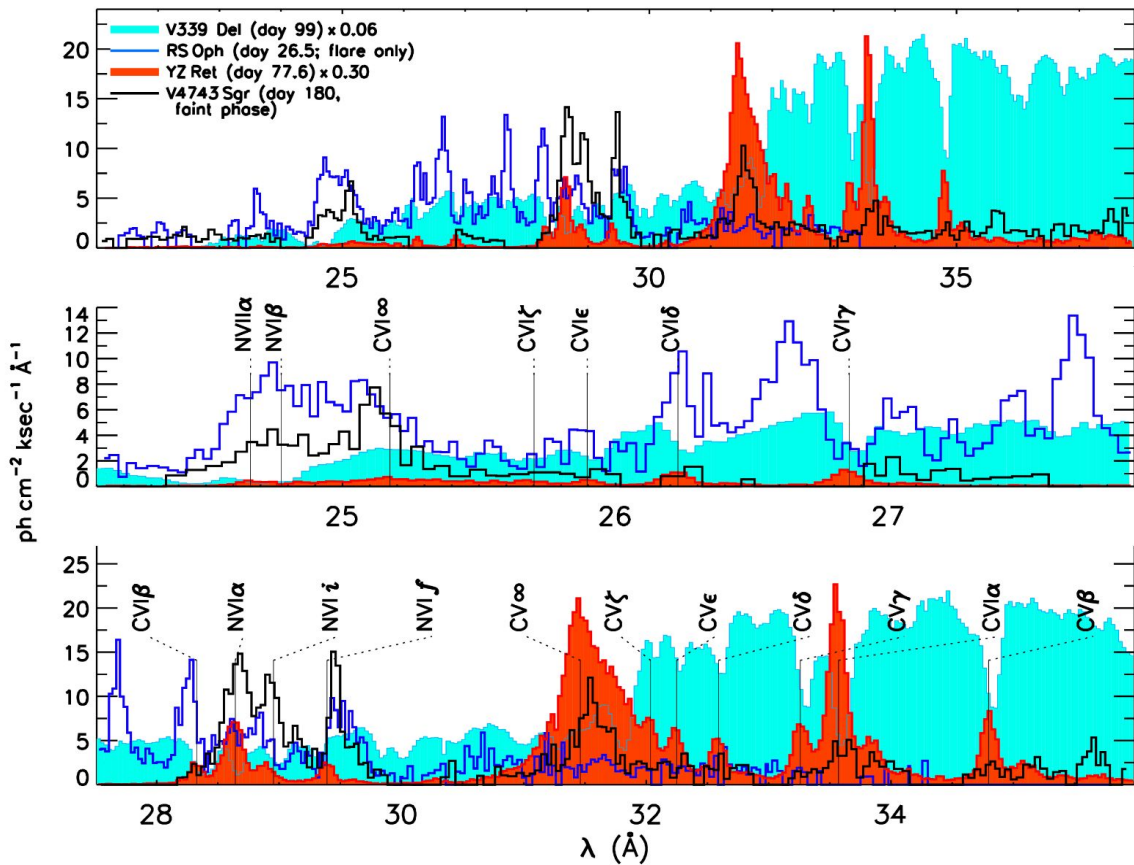 V339 Del (day 99) x 0.06
RS Oph (day 26.5; flare only)
YZ Ret (day 77.6) x 0.30
V4743 Sgr (day 180,
faint phase)
20
15
10
5
0
25 30 35
14
12
10
8
6
4
2
0
NVIIα NVIβ CVI∞ CVIζ CVIε CVIδ CVIγ
25 26 27
ph cm⁻² ksec⁻¹ Å⁻¹
25
20
15
10
5
0
CVIβ NVIα NVI i NVI f CV∞ CVζ CVε CVδ CVγ CVIα CVβ
28 30 32 34
λ (Å)